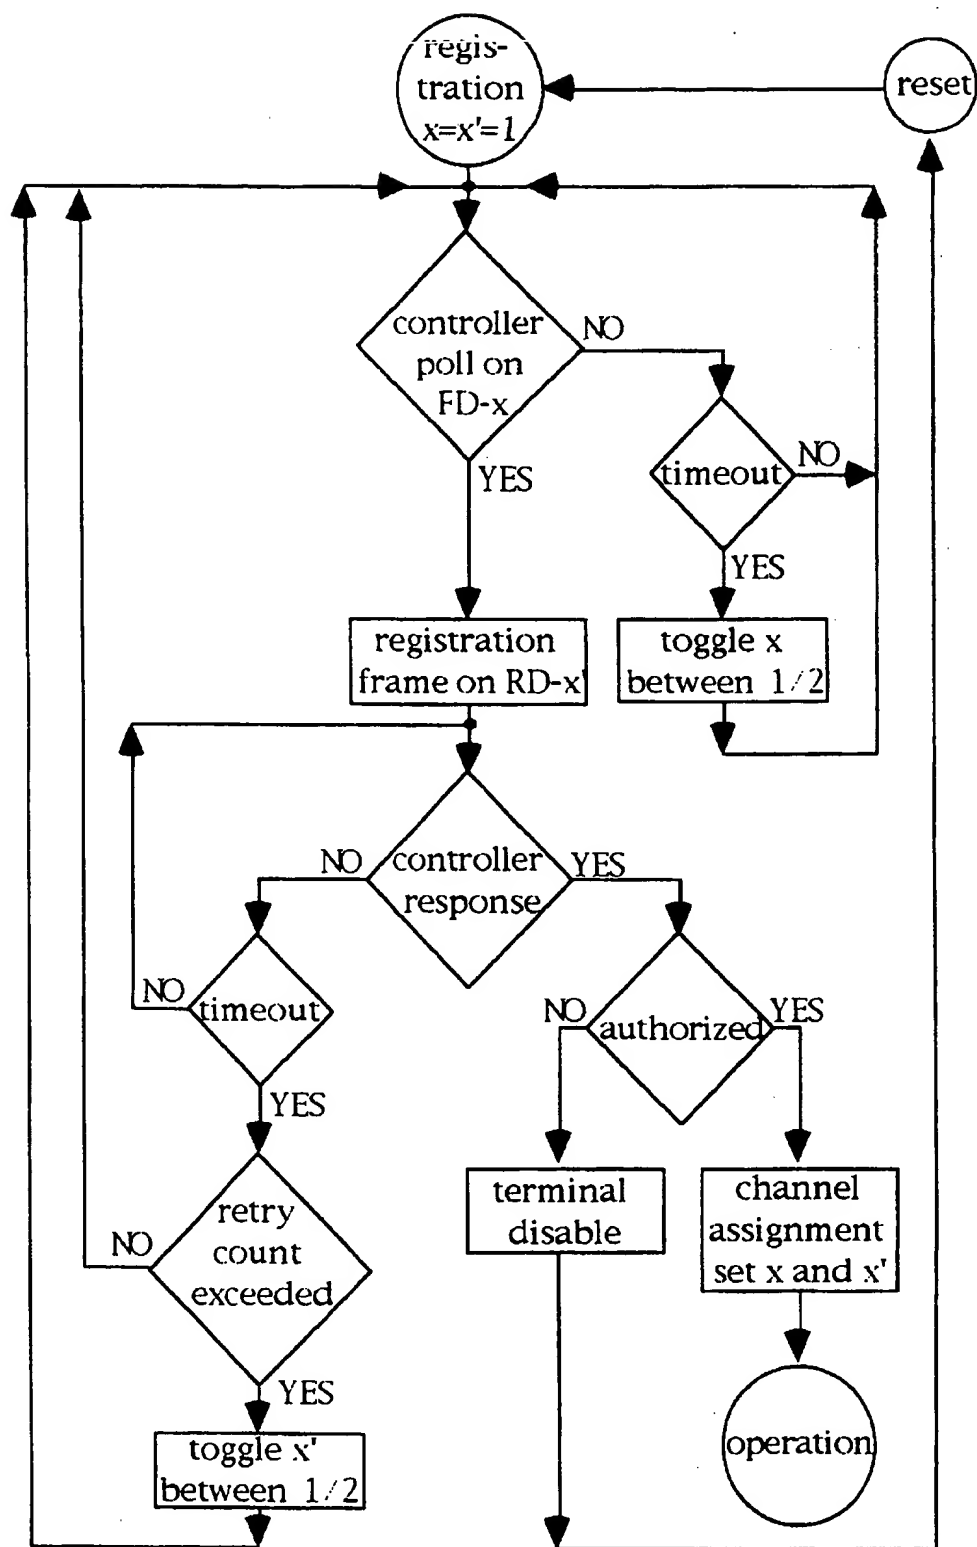 regis-
tration
x=x'=1
reset
controller
poll on
FD-x
NO
YES
timeout
NO
YES
registration
frame on RD-x'
toggle x
between 1/2
controller
response
NO
YES
timeout
NO
YES
authorized
NO
YES
retry
count
exceeded
NO
YES
terminal
disable
channel
assignment
set x and x'
toggle x'
between 1/2
operation